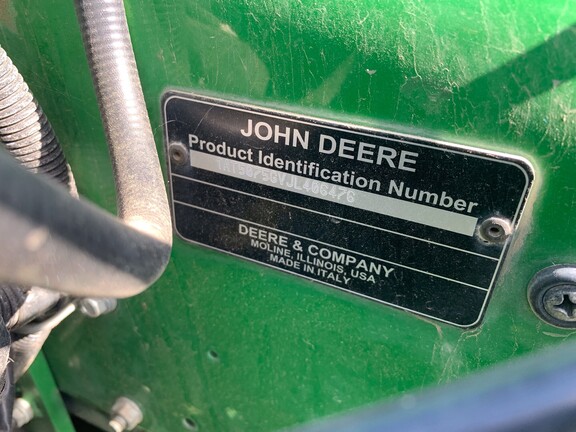 JOHN DEERE
Product Identification Number
DEERE & COMPANY
MOLINE, ILLINOIS, USA
MADE IN ITALY